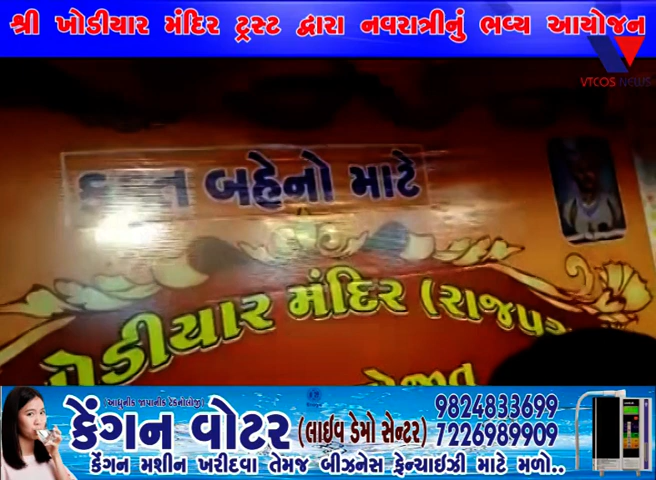 શ્રી ખોડીયાર મંદિર ટ્રસ્ટ દ્વારા નવરાત્રીનું ભવ્ય આયોજન
VTCOS NEWS
બહેનો માટે
મંદિર
(આધુનીક જાપાનીક ટેકનોલોજી)
કેંગન વોટર (લાઈવ ડેમો સેન્ટર) 9824833699
7226989909
કેંગન મશીન ખરીદવા તેમજ બીઝનેસ ફ્રેન્ચાઈઝી માટે મળો..